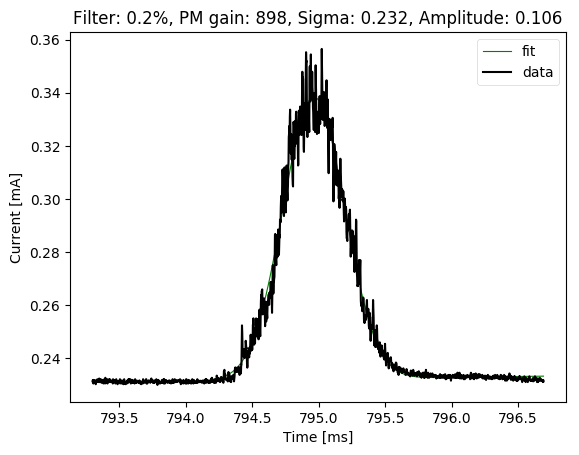 Filter: 0.2%, PM gain: 898, Sigma: 0.232, Amplitude: 0.106
fit
data
Current [mA]
0.36
0.34
0.32
0.30
0.28
0.26
0.24
793.5 794.0 794.5 795.0 795.5 796.0 796.5
Time [ms]